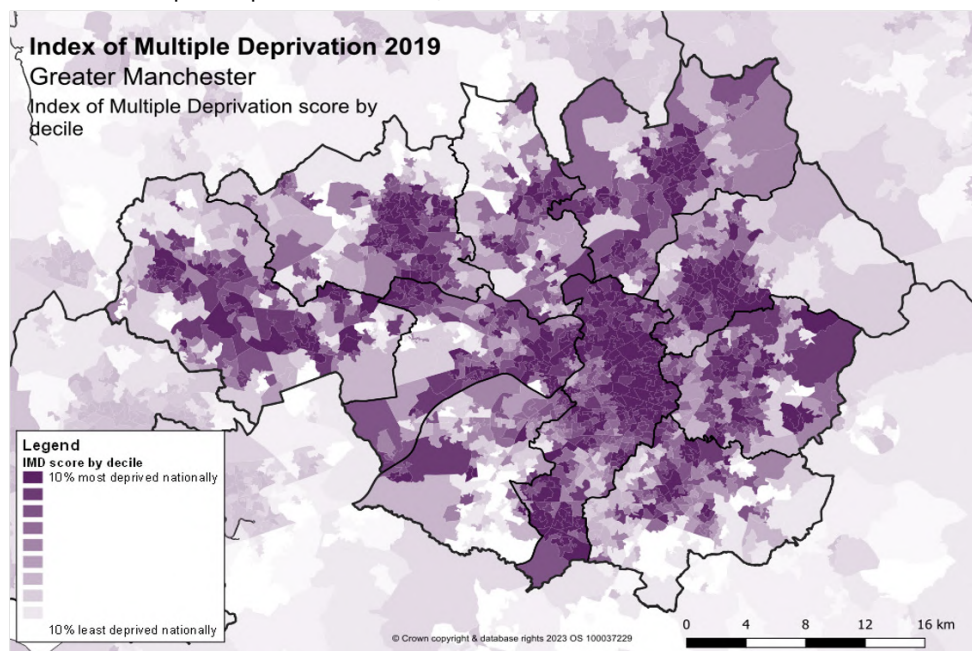 Index of Multiple Deprivation 2019
Greater Manchester
Index of Multiple Deprivation score by
decile
Legend
IMD score by decile
10% most deprived nationally
10% least deprived nationally
© Crown copyright & database rights 2023 OS 100037229
0 4 8 12 16 km